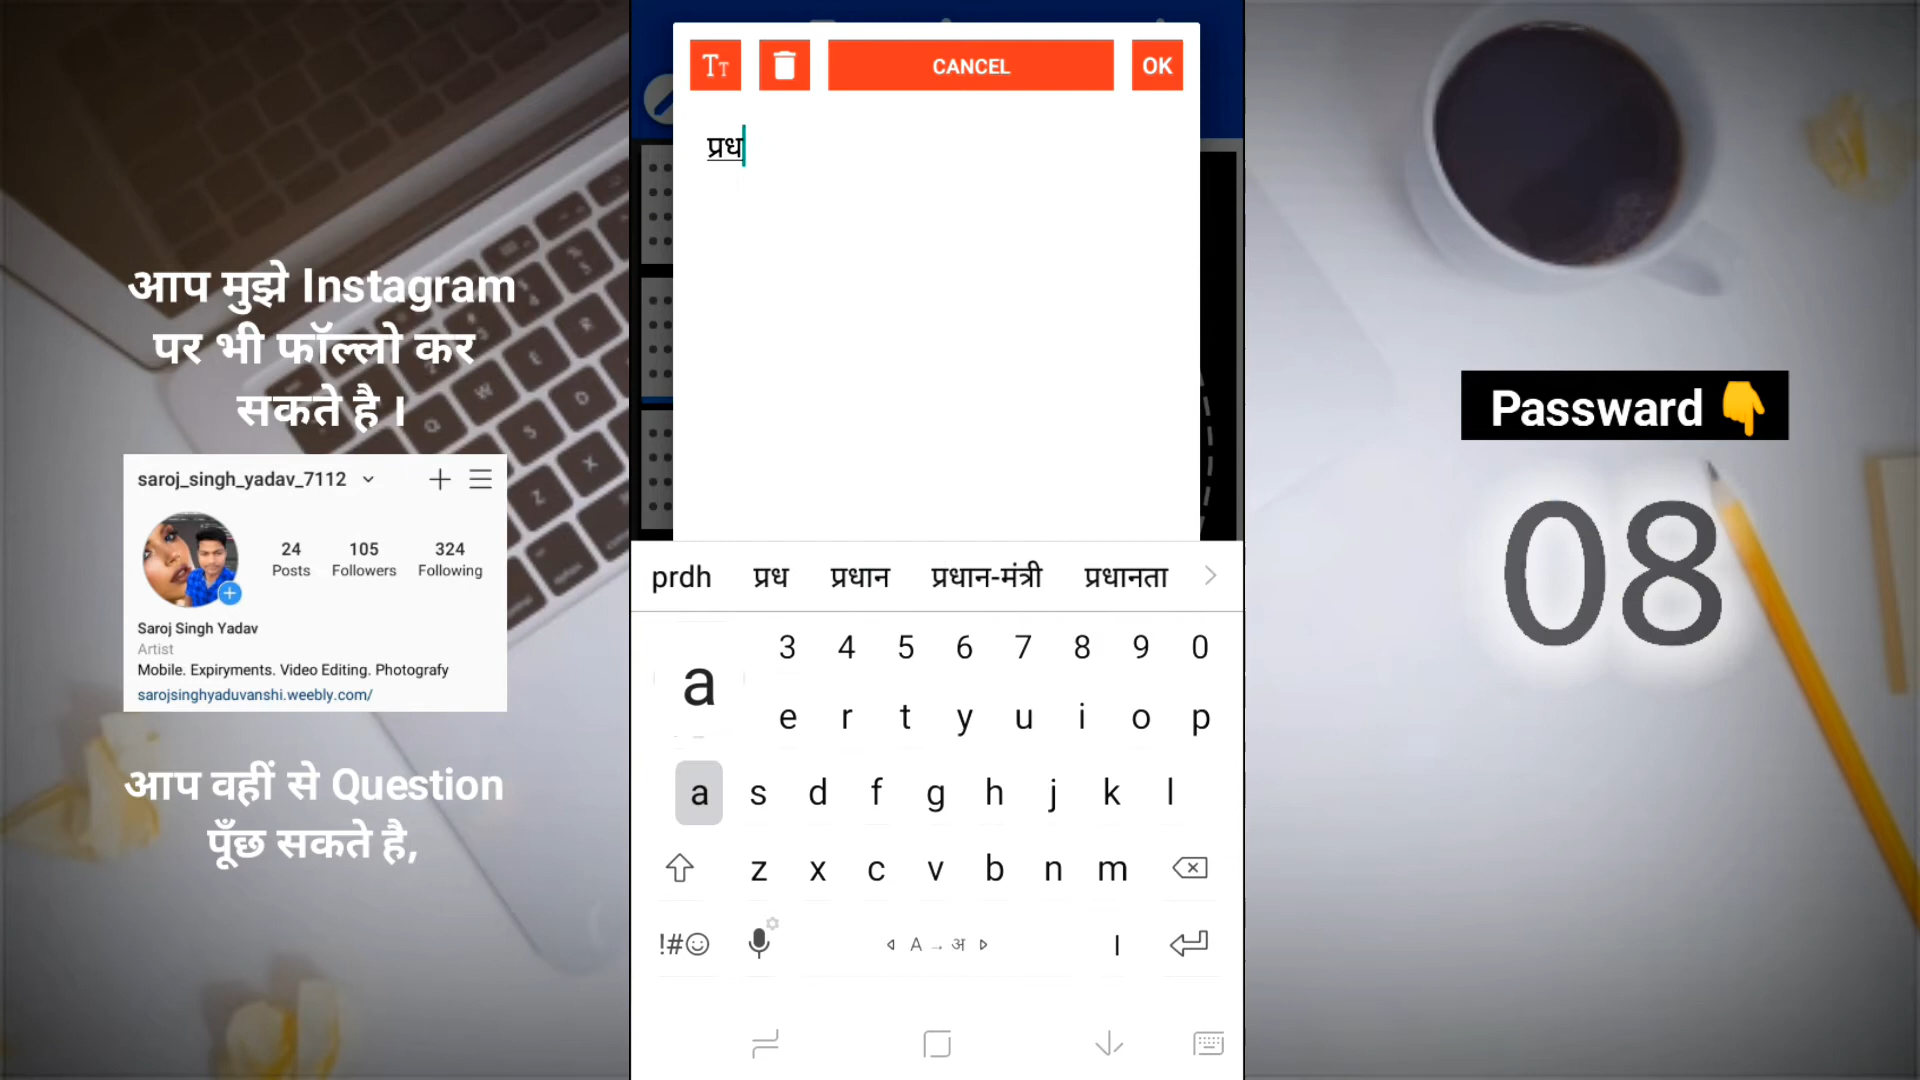 आप मुझे Instagram
पर भी फॉल्लो कर
सकते है ।
saroj_singh_yadav_7112
24 105 324
Posts Followers Following
Saroj Singh Yadav
Artist
Mobile. Expiryments. Video Editing. Photografy
sarojsinghyaduvanshi.weebly.com/
आप वहीं से Question
पूँछ सकते है,
TT CANCEL OK
प्रध
prdh प्रध प्रधान प्रधान-मंत्री प्रधानता
3 4 5 6 7 8 9 0
a
e r t y u i o p
a s d f g h j k l
z x c v b n m
!#☺ A → अ ।
Passward 👇
08